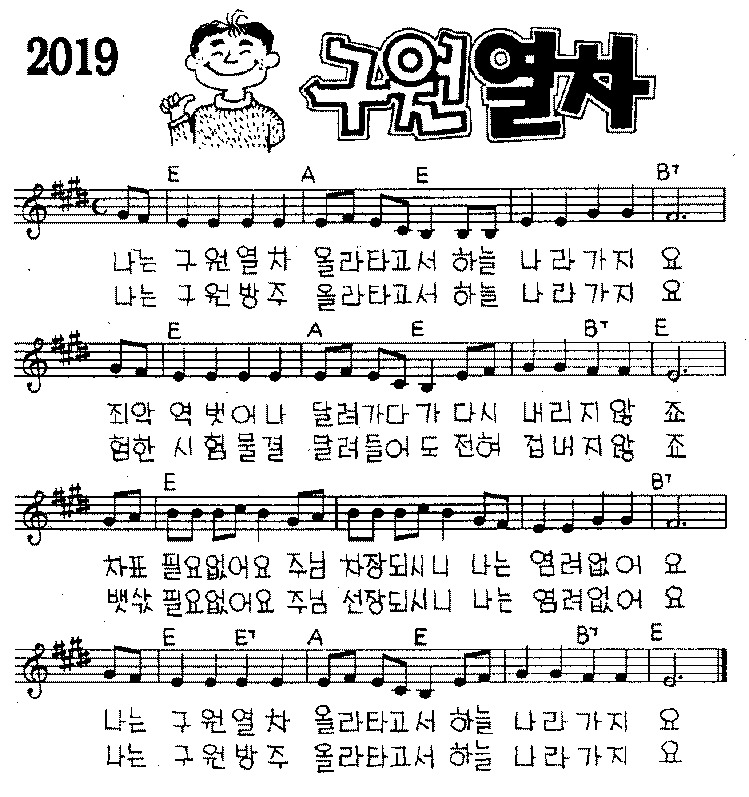 2019 구원열차
E A E B7
나는 구원열차 올라타고서 하늘 나라가지 요
나는 구원방주 올라타고서 하늘 나라가지 요
E A E B7 E
죄악 역벗어나 달려가다가 다시 내리지않 죠
험한 시험물결 달려들어도 전혀 겁내지않 죠
E B7
차표 필요없어요 주님 차장되시니 나는 염려없어 요
뱃삯 필요없어요 주님 선장되시니 나는 염려없어 요
E E7 A E B7 E
나는 구원열차 올라타고서 하늘 나라가지 요
나는 구원방주 올라타고서 하늘 나라가지 요